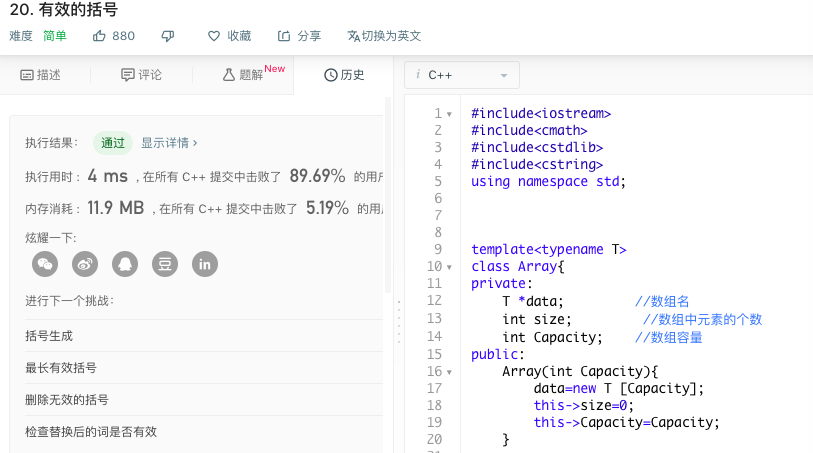 20. 有效的括号
难度 简单 880 收藏 分享 切换为英文
描述 评论 题解 New 历史
i C++
执行结果： 通过 显示详情 >
执行用时 : 4 ms , 在所有 C++ 提交中击败了 89.69% 的用户
内存消耗 : 11.9 MB , 在所有 C++ 提交中击败了 5.19% 的用户
炫耀一下:
in
进行下一个挑战：
括号生成
最长有效括号
删除无效的括号
检查替换后的词是否有效
1 #include<iostream>
2 #include<cmath>
3 #include<cstdlib>
4 #include<cstring>
5 using namespace std;
6
7
8
9 template<typename T>
10 class Array{
11 private:
12 T *data; //数组名
13 int size; //数组中元素的个数
14 int Capacity; //数组容量
15 public:
16 Array(int Capacity){
17 data=new T [Capacity];
18 this->size=0;
19 this->Capacity=Capacity;
20 }